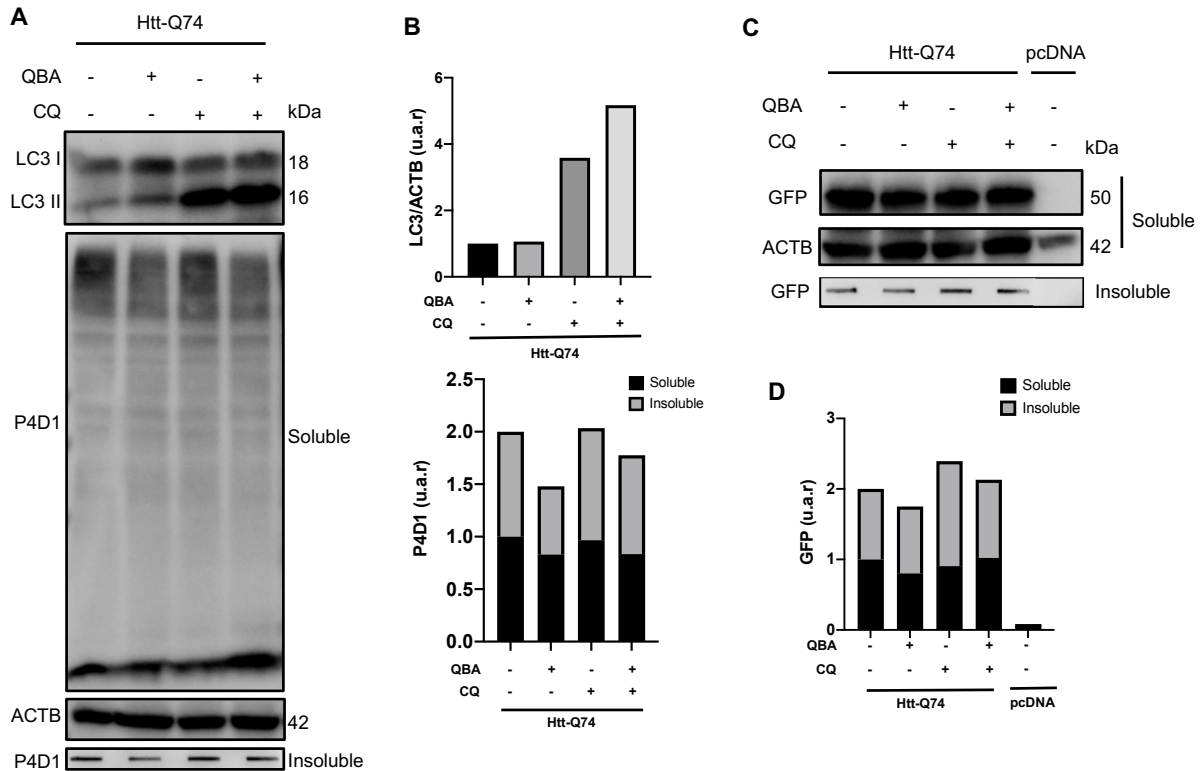 A
Htt-Q74
QBA - + - +
CQ - - + + kDa
LC3 I 18
LC3 II 16
P4D1 Soluble
ACTB 42
P4D1 Insoluble
B
LC3/ACTB (u.a.r)
6
4
2
0
QBA - + - +
CQ - - + +
Htt-Q74
P4D1 (u.a.r)
2.5
2.0
1.5
1.0
0.5
0.0
Soluble
Insoluble
QBA - + - +
CQ - - + +
Htt-Q74
C
Htt-Q74 pcDNA
QBA - + - + -
CQ - - + + - kDa
GFP 50
Soluble
ACTB 42
GFP Insoluble
D
Soluble
Insoluble
GFP (u.a.r)
3
2
1
0
QBA - + - + -
CQ - - + + -
Htt-Q74 pcDNA